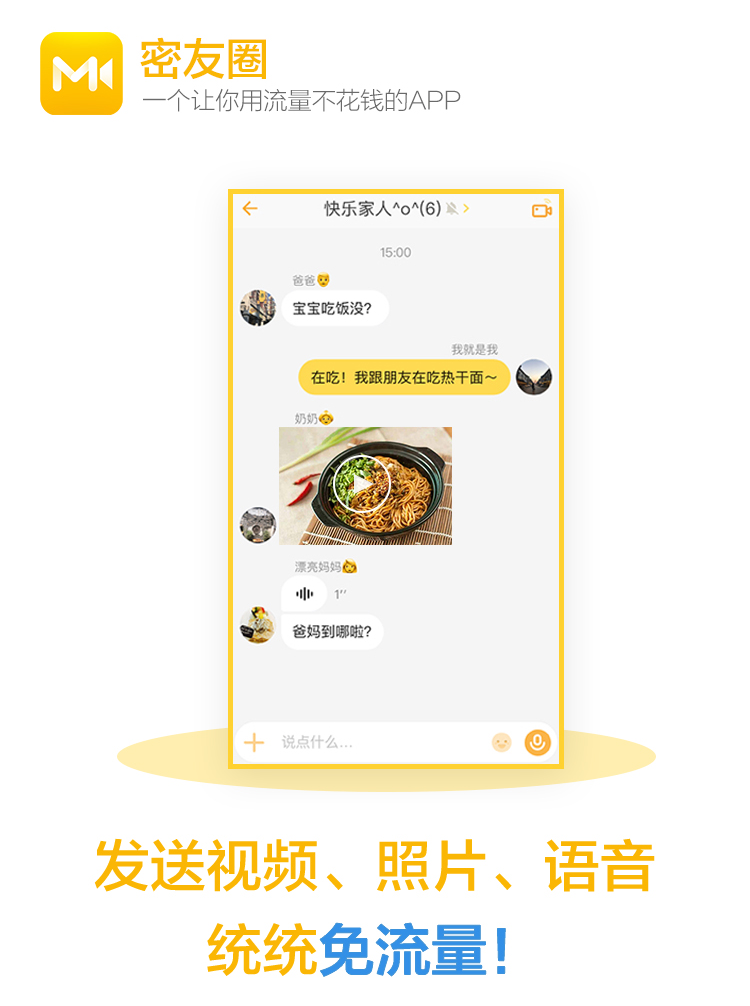 密友圈
一个让你用流量不花钱的APP
快乐家人^o^(6)
15:00
爸爸
宝宝吃饭没?
我就是我
在吃！我跟朋友在吃热干面～
奶奶
漂亮妈妈
1’’
爸妈到哪啦?
说点什么...
发送视频、照片、语音
统统免流量!